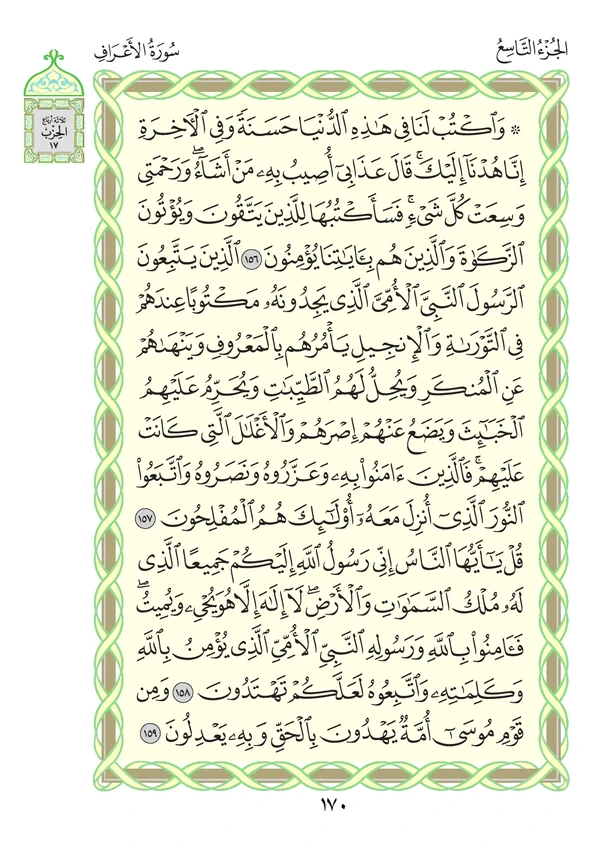 الجُزْءُ التَّاسِعُ
سُورَةُ الأَعْرَافِ
ثلاثة أرباع
الحِزْب
١٧
۞ وَٱكۡتُبۡ لَنَا فِي هَٰذِهِ ٱلدُّنۡيَا حَسَنَةٗ وَفِي ٱلۡأٓخِرَةِ
إِنَّا هُدۡنَآ إِلَيۡكَۚ قَالَ عَذَابِيٓ أُصِيبُ بِهِۦ مَنۡ أَشَآءُۖ وَرَحۡمَتِي
وَسِعَتۡ كُلَّ شَيۡءٖۚ فَسَأَكۡتُبُهَا لِلَّذِينَ يَتَّقُونَ وَيُؤۡتُونَ
ٱلزَّكَوٰةَ وَٱلَّذِينَ هُم بِـَٔايَٰتِنَا يُؤۡمِنُونَ ١٥٦ ٱلَّذِينَ يَتَّبِعُونَ
ٱلرَّسُولَ ٱلنَّبِيَّ ٱلۡأُمِّيَّ ٱلَّذِي يَجِدُونَهُۥ مَكۡتُوبًا عِندَهُمۡ
فِي ٱلتَّوۡرَىٰةِ وَٱلۡإِنجِيلِ يَأۡمُرُهُم بِٱلۡمَعۡرُوفِ وَيَنۡهَىٰهُمۡ
عَنِ ٱلۡمُنكَرِ وَيُحِلُّ لَهُمُ ٱلطَّيِّبَٰتِ وَيُحَرِّمُ عَلَيۡهِمُ
ٱلۡخَبَٰٓئِثَ وَيَضَعُ عَنۡهُمۡ إِصۡرَهُمۡ وَٱلۡأَغۡلَٰلَ ٱلَّتِي كَانَتۡ
عَلَيۡهِمۡۚ فَٱلَّذِينَ ءَامَنُواْ بِهِۦ وَعَزَّرُوهُ وَنَصَرُوهُ وَٱتَّبَعُواْ
ٱلنُّورَ ٱلَّذِيٓ أُنزِلَ مَعَهُۥٓ أُوْلَٰٓئِكَ هُمُ ٱلۡمُفۡلِحُونَ ١٥٧
قُلۡ يَٰٓأَيُّهَا ٱلنَّاسُ إِنِّي رَسُولُ ٱللَّهِ إِلَيۡكُمۡ جَمِيعًا ٱلَّذِي
لَهُۥ مُلۡكُ ٱلسَّمَٰوَٰتِ وَٱلۡأَرۡضِۖ لَآ إِلَٰهَ إِلَّا هُوَ يُحۡيِۦ وَيُمِيتُۖ
فَـَٔامِنُواْ بِٱللَّهِ وَرَسُولِهِ ٱلنَّبِيِّ ٱلۡأُمِّيِّ ٱلَّذِي يُؤۡمِنُ بِٱللَّهِ
وَكَلِمَٰتِهِۦ وَٱتَّبِعُوهُ لَعَلَّكُمۡ تَهۡتَدُونَ ١٥٨ وَمِن
قَوۡمِ مُوسَىٰٓ أُمَّةٞ يَهۡدُونَ بِٱلۡحَقِّ وَبِهِۦ يَعۡدِلُونَ ١٥٩
١٧٠